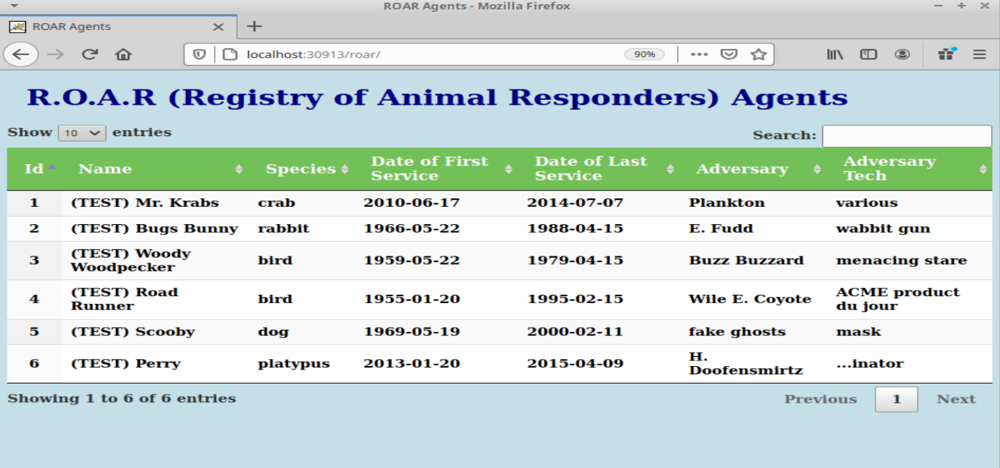 ROAR Agents - Mozilla Firefox
ROAR Agents
localhost:30913/roar/ 90%
R.O.A.R (Registry of Animal Responders) Agents
Show 10 entries Search:
Id Name Species Date of First Service Date of Last Service Adversary Adversary Tech
1 (TEST) Mr. Krabs crab 2010-06-17 2014-07-07 Plankton various
2 (TEST) Bugs Bunny rabbit 1966-05-22 1988-04-15 E. Fudd wabbit gun
3 (TEST) Woody Woodpecker bird 1959-05-22 1979-04-15 Buzz Buzzard menacing stare
4 (TEST) Road Runner bird 1955-01-20 1995-02-15 Wile E. Coyote ACME product du jour
5 (TEST) Scooby dog 1969-05-19 2000-02-11 fake ghosts mask
6 (TEST) Perry platypus 2013-01-20 2015-04-09 H. Doofensmirtz ...inator
Showing 1 to 6 of 6 entries Previous 1 Next